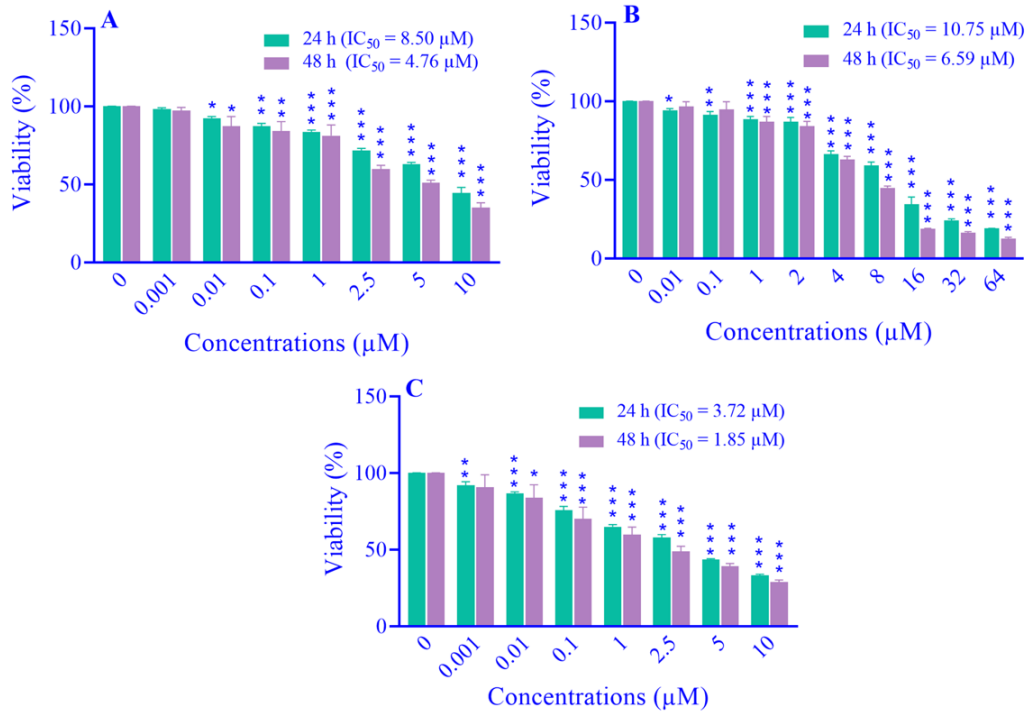 A
150
100
50
0
Viability (%)
24 h (IC50 = 8.50 µM)
48 h (IC50 = 4.76 µM)
* * ** ** *** *** *** *** *** *** *** ***
0 0.001 0.01 0.1 1 2.5 5 10
Concentrations (µM)
B
150
100
50
0
Viability (%)
24 h (IC50 = 10.75 µM)
48 h (IC50 = 6.59 µM)
* ** *** *** *** *** *** *** *** *** *** *** *** *** *** ***
0 0.01 0.1 1 2 4 8 16 32 64
Concentrations (µM)
C
150
100
50
0
Viability (%)
24 h (IC50 = 3.72 µM)
48 h (IC50 = 1.85 µM)
** *** * *** *** *** *** *** *** *** *** *** ***
0 0.001 0.01 0.1 1 2.5 5 10
Concentrations (µM)